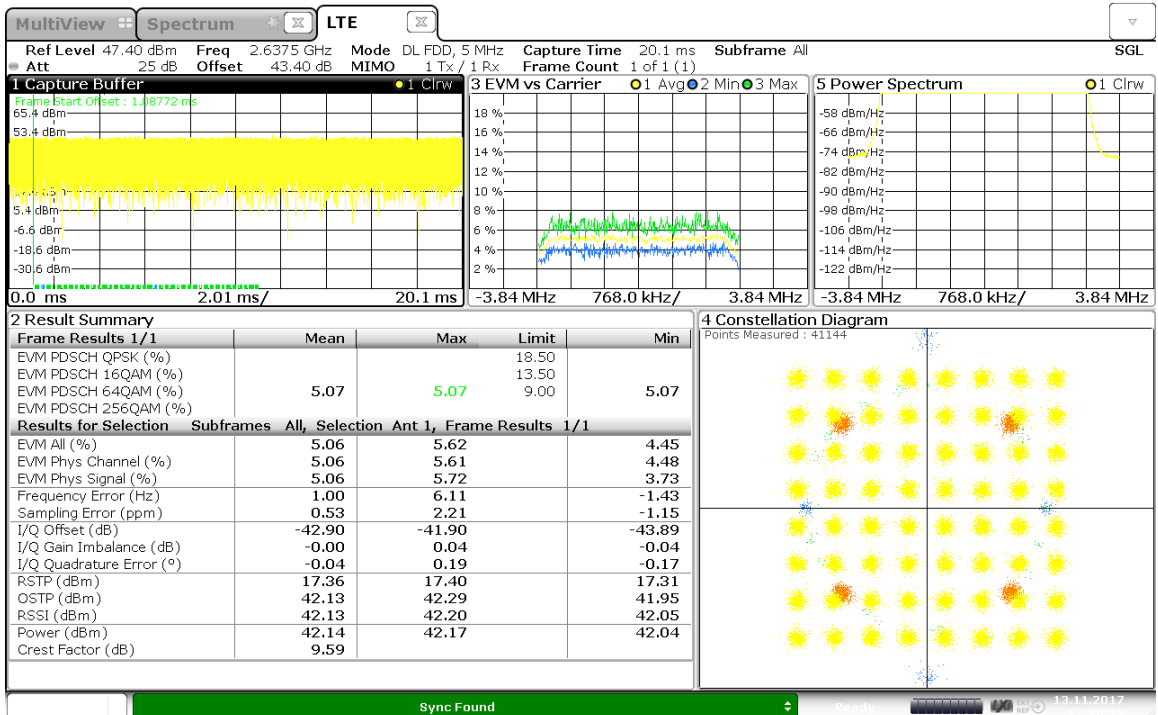 MultiView Spectrum LTE
Ref Level 47.40 dBm Freq 2.6375 GHz Mode DL FDD, 5 MHz Capture Time 20.1 ms Subframe All SGL
Att 25 dB Offset 43.40 dB MIMO 1 Tx / 1 Rx Frame Count 1 of 1 (1)
1 Capture Buffer 1 Clrw
Frame Start Offset : 1.08772 ms
65.4 dBm
53.4 dBm
5.4 dBm
-6.6 dBm
-18.6 dBm
-30.6 dBm
0.0 ms 2.01 ms/ 20.1 ms
3 EVM vs Carrier 1 Avg 2 Min 3 Max
18 %
16 %
14 %
12 %
10 %
8 %
6 %
4 %
2 %
-3.84 MHz 768.0 kHz/ 3.84 MHz
5 Power Spectrum 1 Clrw
-58 dBm/Hz
-66 dBm/Hz
-74 dBm/Hz
-82 dBm/Hz
-90 dBm/Hz
-98 dBm/Hz
-106 dBm/Hz
-114 dBm/Hz
-122 dBm/Hz
-3.84 MHz 768.0 kHz/ 3.84 MHz
2 Result Summary
Frame Results 1/1 Mean Max Limit Min
EVM PDSCH QPSK (%) 18.50
EVM PDSCH 16QAM (%) 13.50
EVM PDSCH 64QAM (%) 5.07 5.07 9.00 5.07
EVM PDSCH 256QAM (%)
Results for Selection Subframes All, Selection Ant 1, Frame Results 1/1
EVM All (%) 5.06 5.62 4.45
EVM Phys Channel (%) 5.06 5.61 4.48
EVM Phys Signal (%) 5.06 5.72 3.73
Frequency Error (Hz) 1.00 6.11 -1.43
Sampling Error (ppm) 0.53 2.21 -1.15
I/Q Offset (dB) -42.90 -41.90 -43.89
I/Q Gain Imbalance (dB) -0.00 0.04 -0.04
I/Q Quadrature Error (º) -0.04 0.19 -0.17
RSTP (dBm) 17.36 17.40 17.31
OSTP (dBm) 42.13 42.29 41.95
RSSI (dBm) 42.13 42.20 42.05
Power (dBm) 42.14 42.17 42.04
Crest Factor (dB) 9.59
4 Constellation Diagram
Points Measured : 41144
Sync Found Ready 13.11.2017